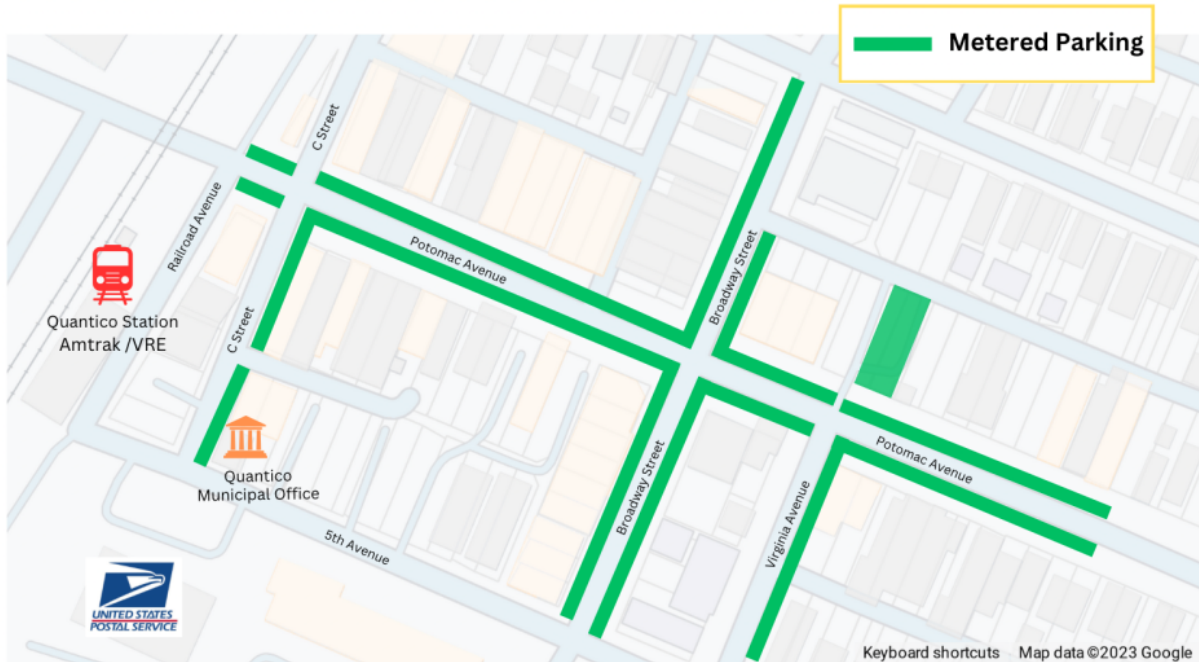 Metered Parking
C Street
Railroad Avenue
Potomac Avenue
Broadway Street
Quantico Station
Amtrak /VRE
C Street
Potomac Avenue
Broadway Street
Quantico
Municipal Office
Virginia Avenue
5th Avenue
UNITED STATES
POSTAL SERVICE
Keyboard shortcuts Map data ©2023 Google